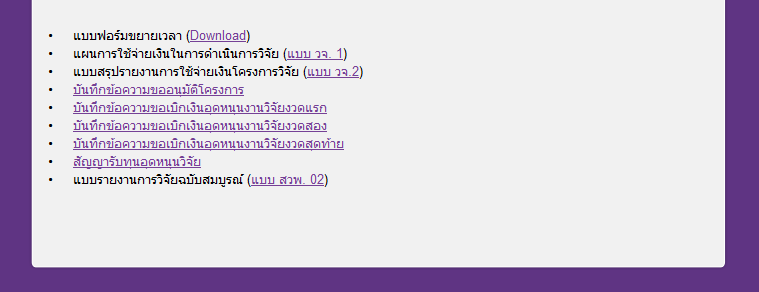 • แบบฟอร์มขยายเวลา (Download)
• แผนการใช้จ่ายเงินในการดำเนินการวิจัย (แบบ วจ. 1)
• แบบสรุปรายงานการใช้จ่ายเงินโครงการวิจัย (แบบ วจ.2)
• บันทึกข้อความขออนุมัติโครงการ
• บันทึกข้อความขอเบิกเงินอุดหนุนงานวิจัยงวดแรก
• บันทึกข้อความขอเบิกเงินอุดหนุนงานวิจัยงวดสอง
• บันทึกข้อความขอเบิกเงินอุดหนุนงานวิจัยงวดสุดท้าย
• สัญญารับทุนอุดหนุนวิจัย
• แบบรายงานการวิจัยฉบับสมบูรณ์ (แบบ สวพ. 02)